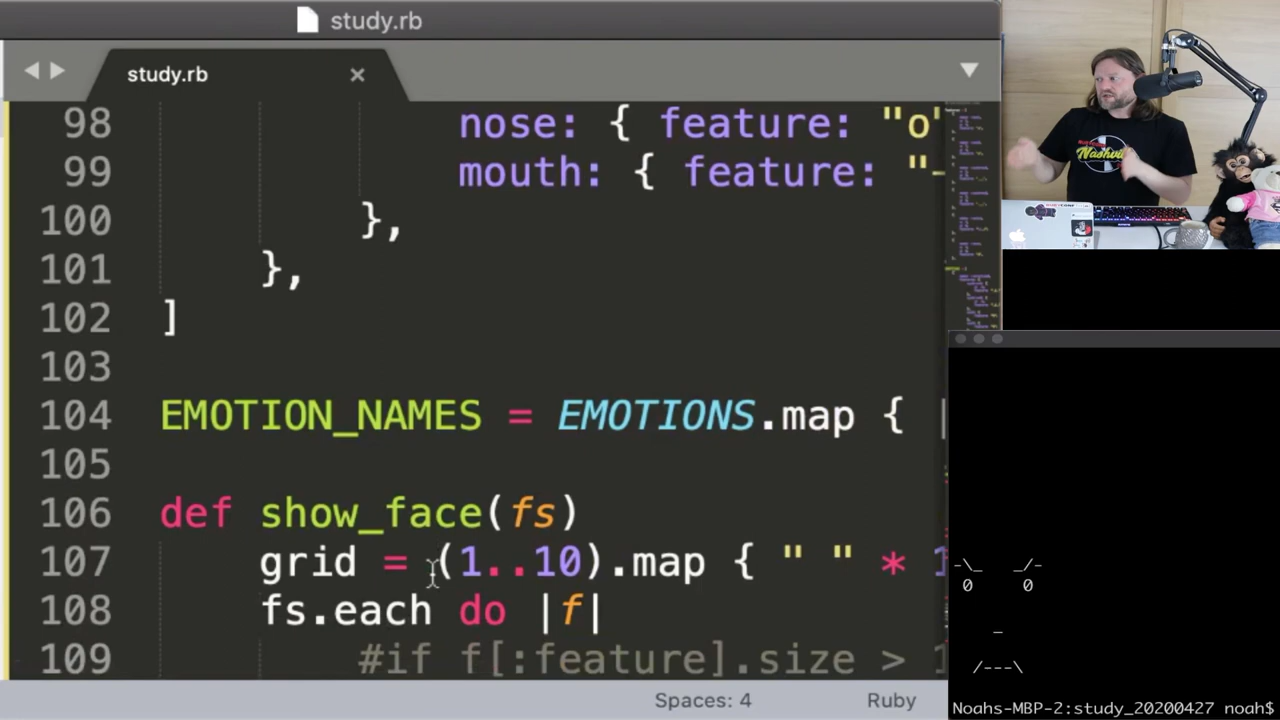 study.rb
study.rb
98 nose: { feature: "o"
99 mouth: { feature: "-
100 },
101 },
102 ]
103
104 EMOTION_NAMES = EMOTIONS.map { |
105
106 def show_face(fs)
107 grid = (1..10).map { " " * 1
108 fs.each do |f|
109 #if f[:feature].size > 1
Spaces: 4 Ruby
Nashville
-\_ _/-
0 0
_
/---\
Noahs-MBP-2:study_20200427 noah$